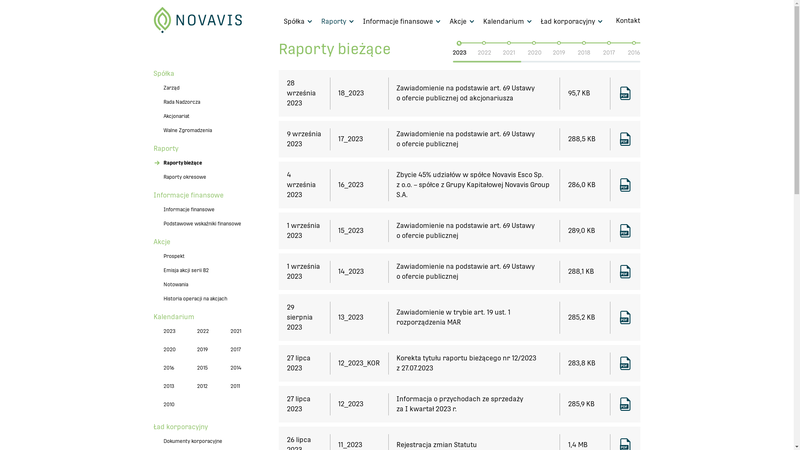 NOVAVIS
Spółka Raporty Informacje finansowe Akcje Kalendarium Ład korporacyjny Kontakt
Raporty bieżące
2023 2022 2021 2020 2019 2018 2017 2016
Spółka
Zarząd
Rada Nadzorcza
Akcjonariat
Walne Zgromadzenia
Raporty
Raporty bieżące
Raporty okresowe
Informacje finansowe
Informacje finansowe
Podstawowe wskaźniki finansowe
Akcje
Prospekt
Emisja akcji serii B2
Notowania
Historia operacji na akcjach
Kalendarium
2023 2022 2021
2020 2019 2017
2016 2015 2014
2013 2012 2011
2010
Ład korporacyjny
Dokumenty korporacyjne
28
września
2023
18_2023
Zawiadomienie na podstawie art. 69 Ustawy
o ofercie publicznej od akcjonariusza
95,7 KB
PDF
9 września
2023
17_2023
Zawiadomienie na podstawie art. 69 Ustawy
o ofercie publicznej
288,5 KB
PDF
4
września
2023
16_2023
Zbycie 45% udziałów w spółce Novavis Esco Sp.
z o.o. – spółce z Grupy Kapitałowej Novavis Group
S.A.
286,0 KB
PDF
1 września
2023
15_2023
Zawiadomienie na podstawie art. 69 Ustawy
o ofercie publicznej
289,0 KB
PDF
1 września
2023
14_2023
Zawiadomienie na podstawie art. 69 Ustawy
o ofercie publicznej
288,1 KB
PDF
29
sierpnia
2023
13_2023
Zawiadomienie w trybie art. 19 ust. 1
rozporządzenia MAR
285,2 KB
PDF
27 lipca
2023
12_2023_KOR
Korekta tytułu raportu bieżącego nr 12/2023
z 27.07.2023
283,8 KB
PDF
27 lipca
2023
12_2023
Informacja o przychodach ze sprzedaży
za I kwartał 2023 r.
285,9 KB
PDF
26 lipca
2023
11_2023
Rejestracja zmian Statutu
1,4 MB
PDF